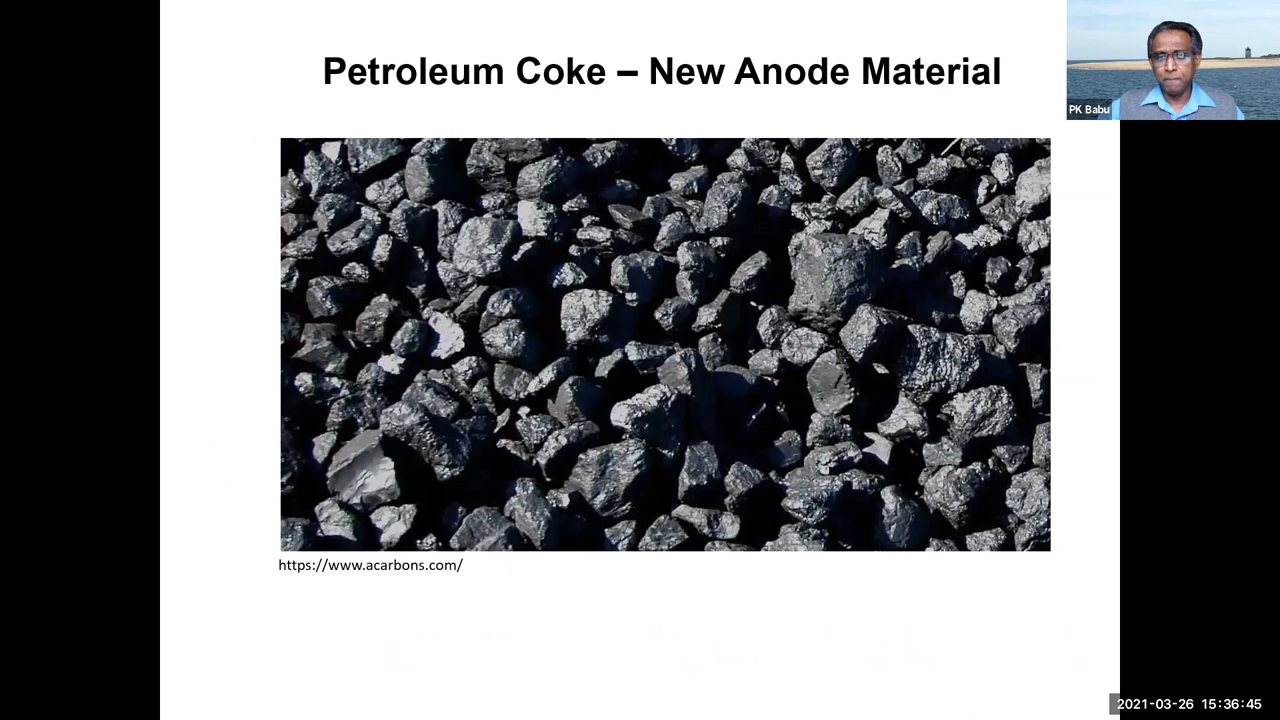 Petroleum Coke – New Anode Material
PK Babu
https://www.acarbons.com/
2021-03-26 15:36:45